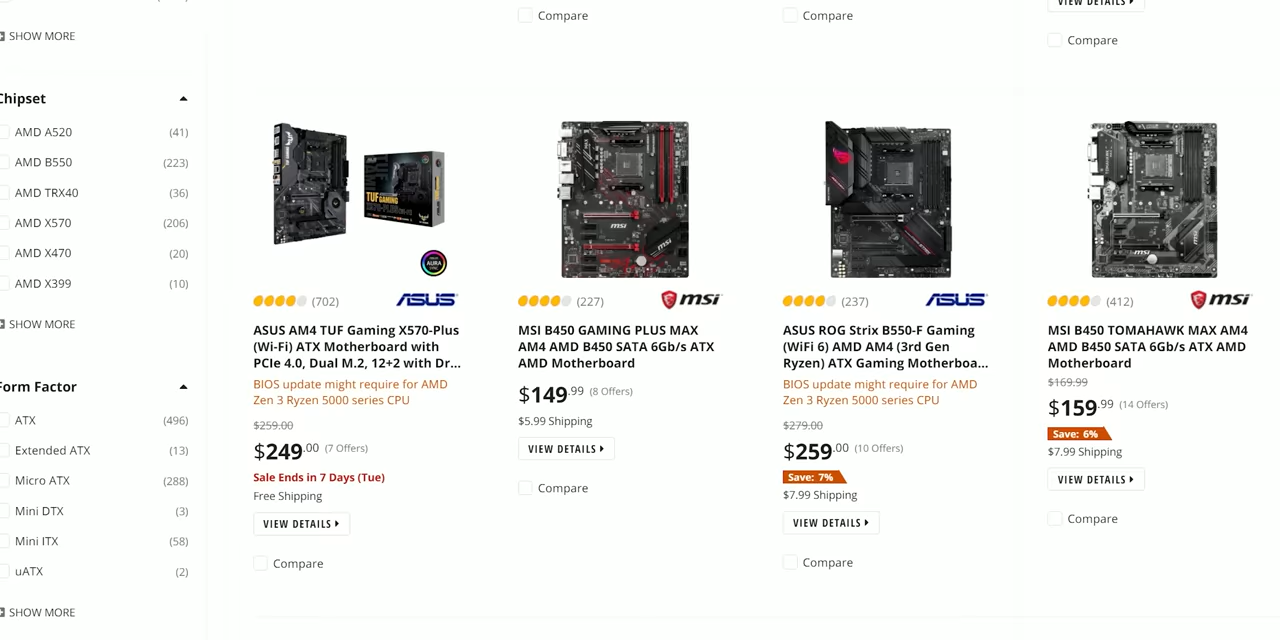 Compare
Compare
VIEW DETAILS
Compare
SHOW MORE
Chipset
AMD A520 (41)
AMD B550 (223)
AMD TRX40 (36)
AMD X570 (206)
AMD X470 (20)
AMD X399 (10)
SHOW MORE
Form Factor
ATX (496)
Extended ATX (13)
Micro ATX (288)
Mini DTX (3)
Mini ITX (58)
uATX (2)
SHOW MORE
TUF GAMING
AURA
(702) ASUS
ASUS AM4 TUF Gaming X570-Plus
(Wi-Fi) ATX Motherboard with
PCIe 4.0, Dual M.2, 12+2 with Dr...
BIOS update might require for AMD
Zen 3 Ryzen 5000 series CPU
$259.00
$249.00 (7 Offers)
Sale Ends in 7 Days (Tue)
Free Shipping
VIEW DETAILS
Compare
msi
(227) msi
MSI B450 GAMING PLUS MAX
AM4 AMD B450 SATA 6Gb/s ATX
AMD Motherboard
$149.99 (8 Offers)
$5.99 Shipping
VIEW DETAILS
Compare
(237) ASUS
ASUS ROG Strix B550-F Gaming
(WiFi 6) AMD AM4 (3rd Gen
Ryzen) ATX Gaming Motherboa...
BIOS update might require for AMD
Zen 3 Ryzen 5000 series CPU
$279.00
$259.00 (10 Offers)
Save: 7%
$7.99 Shipping
VIEW DETAILS
Compare
(412) msi
MSI B450 TOMAHAWK MAX AM4
AMD B450 SATA 6Gb/s ATX AMD
Motherboard
$169.99
$159.99 (14 Offers)
Save: 6%
$7.99 Shipping
VIEW DETAILS
Compare